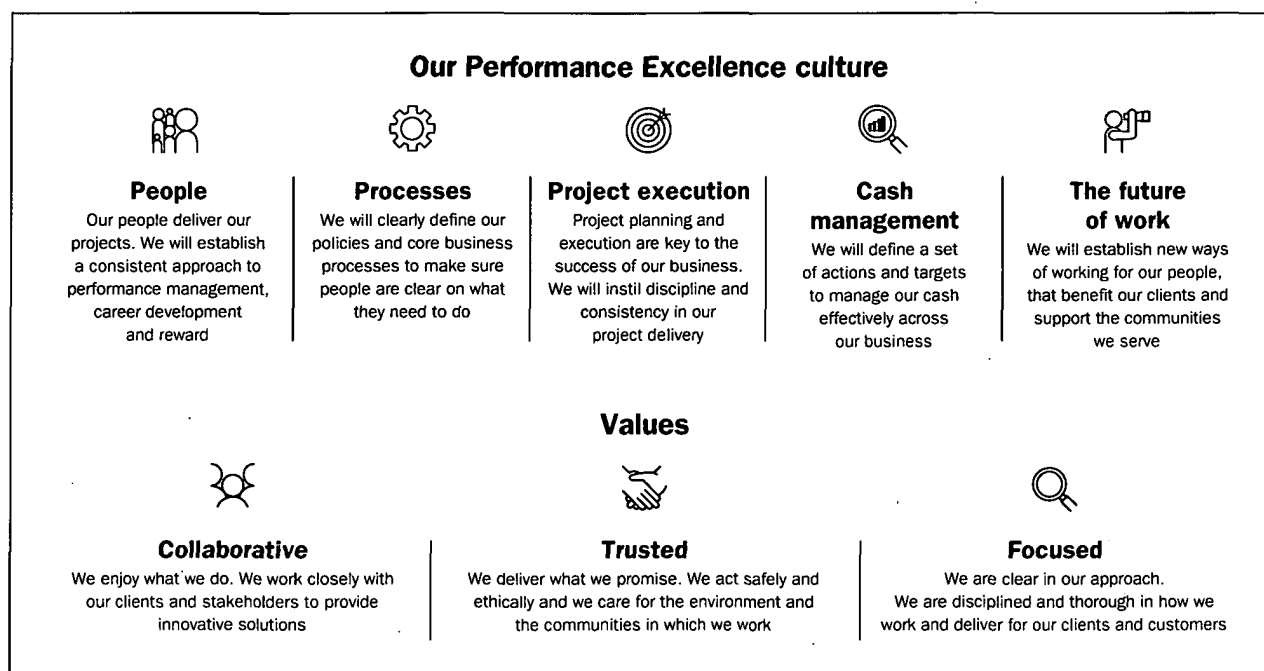 Our Performance Excellence culture
People
Our people deliver our
projects. We will establish
a consistent approach to
performance management,
career development
and reward
Processes
We will clearly define our
policies and core business
processes to make sure
people are clear on what
they need to do
Project execution
Project planning and
execution are key to the
success of our business.
We will instil discipline and
consistency in our
project delivery
Cash
management
We will define a set
of actions and targets
to manage our cash
effectively across
our business
The future
of work
We will establish new ways
of working for our people,
that benefit our clients and
support the communities
we serve
Values
Collaborative
We enjoy what we do. We work closely with
our clients and stakeholders to provide
innovative solutions
Trusted
We deliver what we promise. We act safely and
ethically and we care for the environment and
the communities in which we work
Focused
We are clear in our approach.
We are disciplined and thorough in how we
work and deliver for our clients and customers